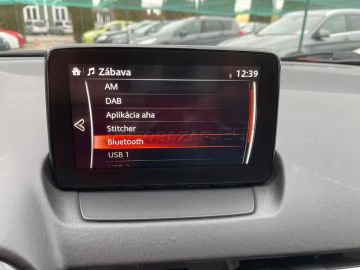 Zábava 12:39
AM
DAB
Aplikácia aha
Stitcher
Bluetooth
USB 1